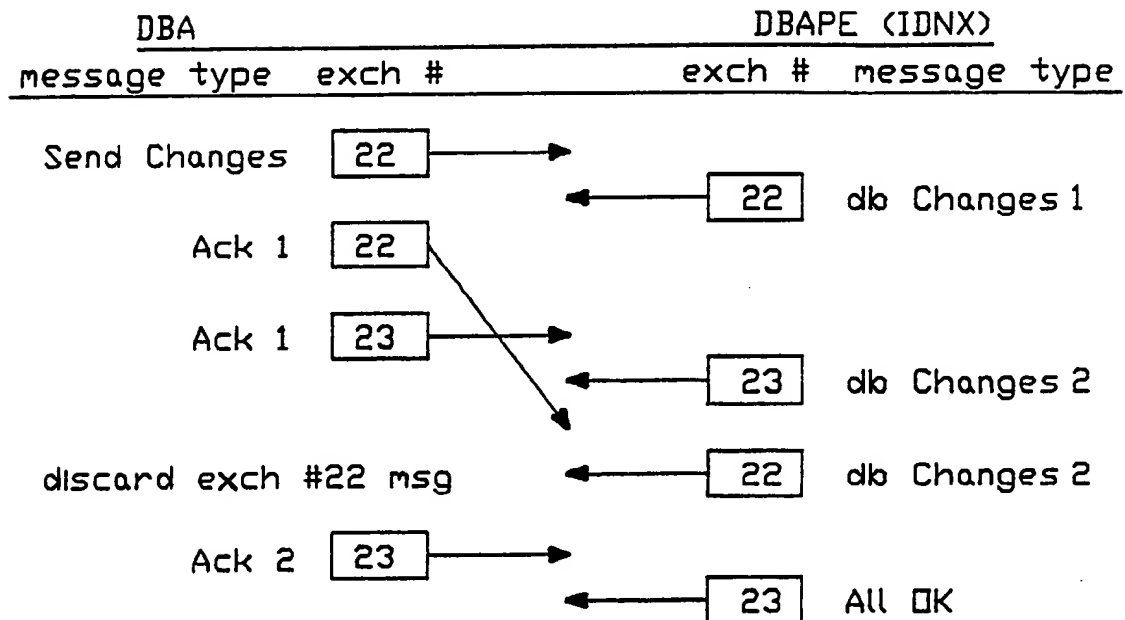 DBA DBAPE (IDNX)
message type exch # exch # message type
Send Changes 22
22 db Changes 1
Ack 1 22
Ack 1 23
23 db Changes 2
22 db Changes 2
discard exch #22 msg
Ack 2 23
23 All OK